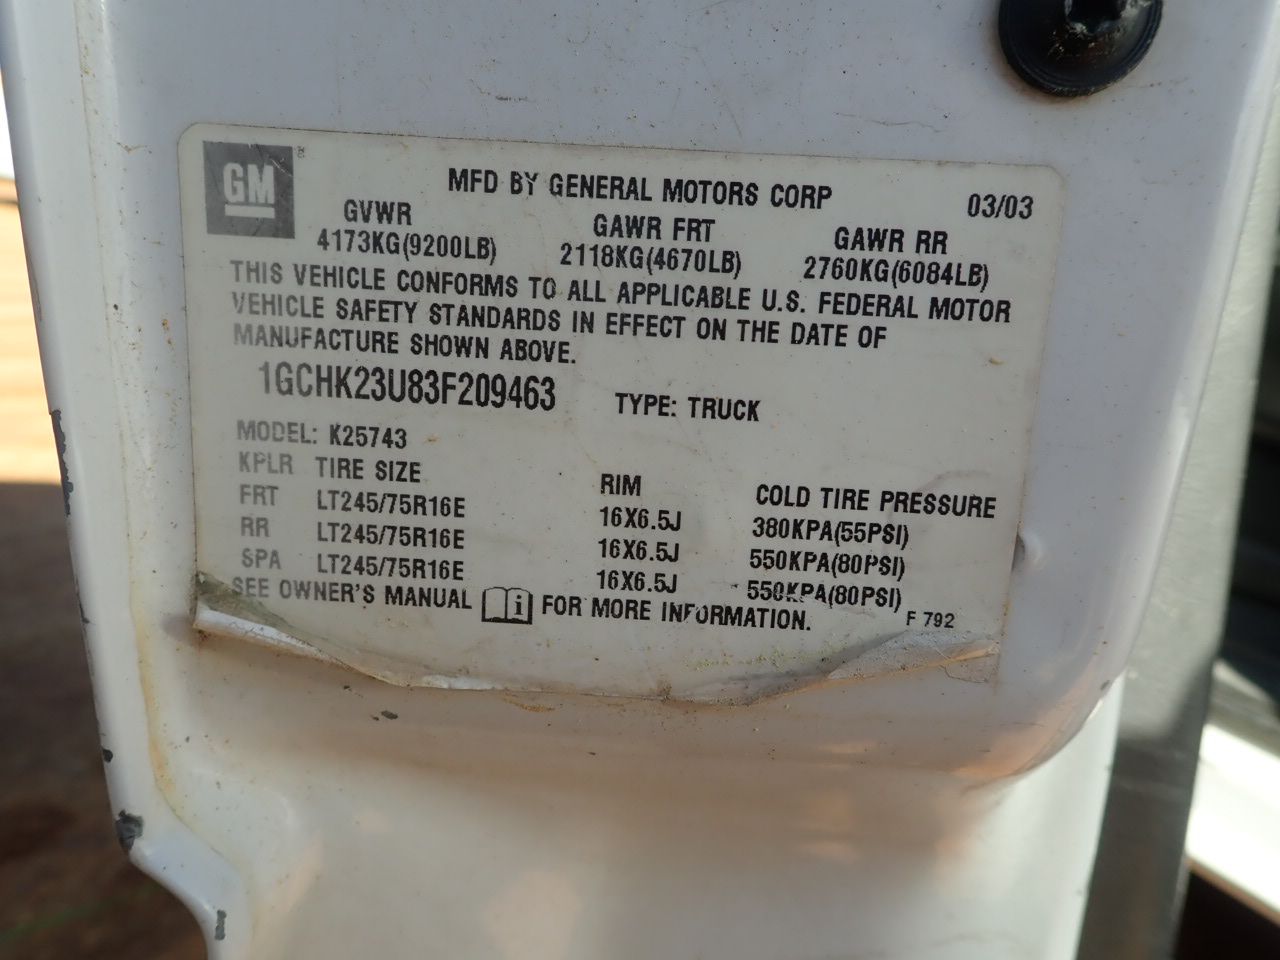 GM
MFD BY GENERAL MOTORS CORP 03/03
GVWR GAWR FRT GAWR RR
4173KG(9200LB) 2118KG(4670LB) 2760KG(6084LB)
THIS VEHICLE CONFORMS TO ALL APPLICABLE U.S. FEDERAL MOTOR
VEHICLE SAFETY STANDARDS IN EFFECT ON THE DATE OF
MANUFACTURE SHOWN ABOVE.
1GCHK23U83F209463 TYPE: TRUCK
MODEL: K25743
KPLR TIRE SIZE RIM COLD TIRE PRESSURE
FRT LT245/75R16E 16X6.5J 380KPA(55PSI)
RR LT245/75R16E 16X6.5J 550KPA(80PSI)
SPA LT245/75R16E 16X6.5J 550KPA(80PSI)
SEE OWNER'S MANUAL i FOR MORE INFORMATION. F 792